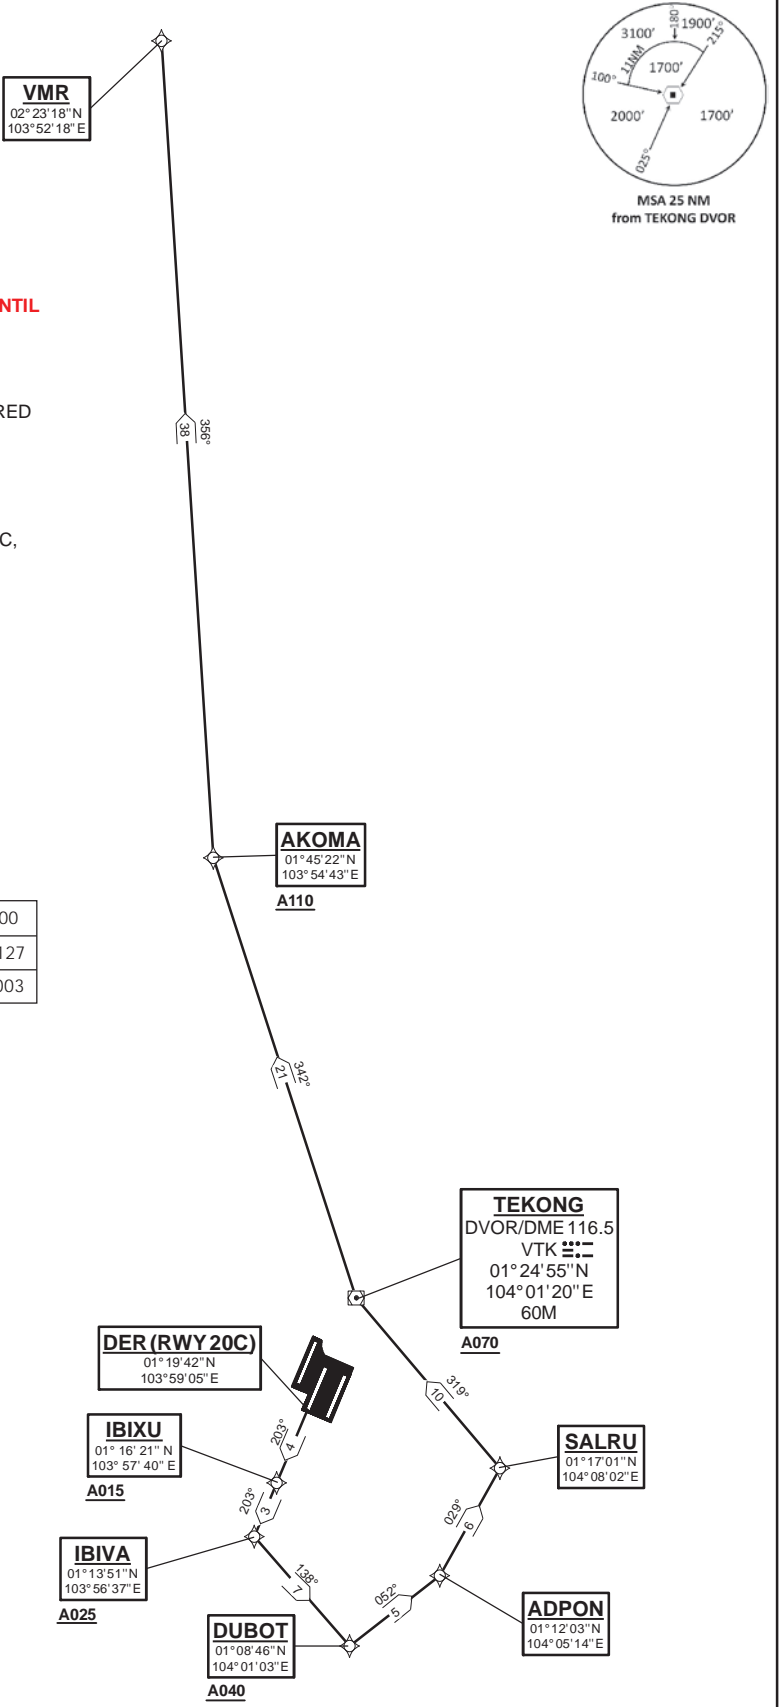 3100'
180°
1900'
215°
11NM
1700'
100°
2000'
1700'
025°
MSA 25 NM
from TEKONG DVOR
VMR
02°23'18"N
103°52'18"E
NTIL
RED
38
356°
C,
AKOMA
01°45'22"N
103°54'43"E
A110
00
127
003
21
342°
TEKONG
DVOR/DME 116.5
VTK
01°24'55"N
104°01'20"E
60M
A070
DER (RWY 20C)
01°19'42"N
103°59'05"E
10
319°
203°
4
IBIXU
01° 16' 21" N
103° 57' 40" E
A015
SALRU
01°17'01"N
104°08'02"E
203°
3
029°
6
IBIVA
01°13'51"N
103°56'37"E
A025
138°
7
052°
5
ADPON
01°12'03"N
104°05'14"E
DUBOT
01°08'46"N
104°01'03"E
A040